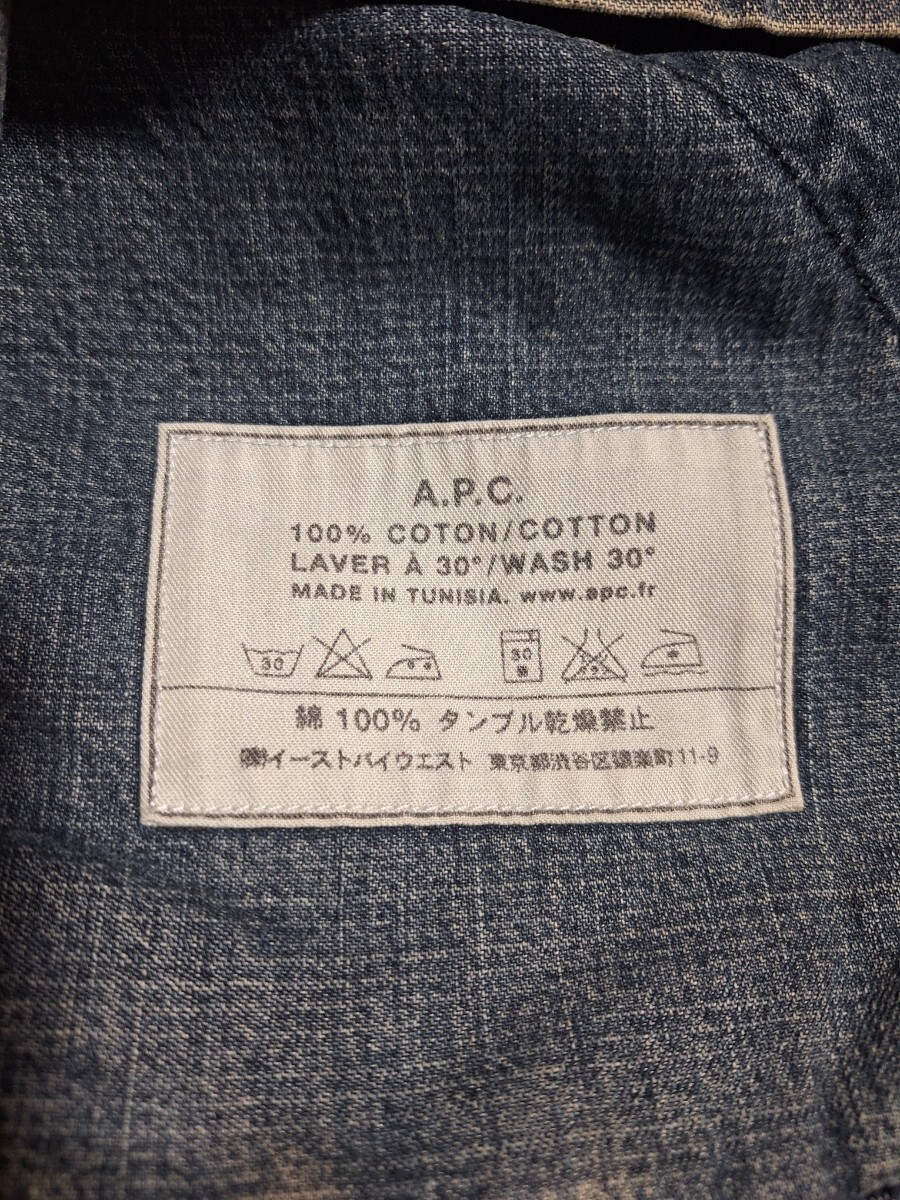 A.P.C.
100% COTON/COTTON
LAVER À 30°/WASH 30°
MADE IN TUNISIA. www.apc.fr
30 30
綿 100% タンブル乾燥禁止
㈱イーストバイウエスト 東京都渋谷区猿楽町11-9